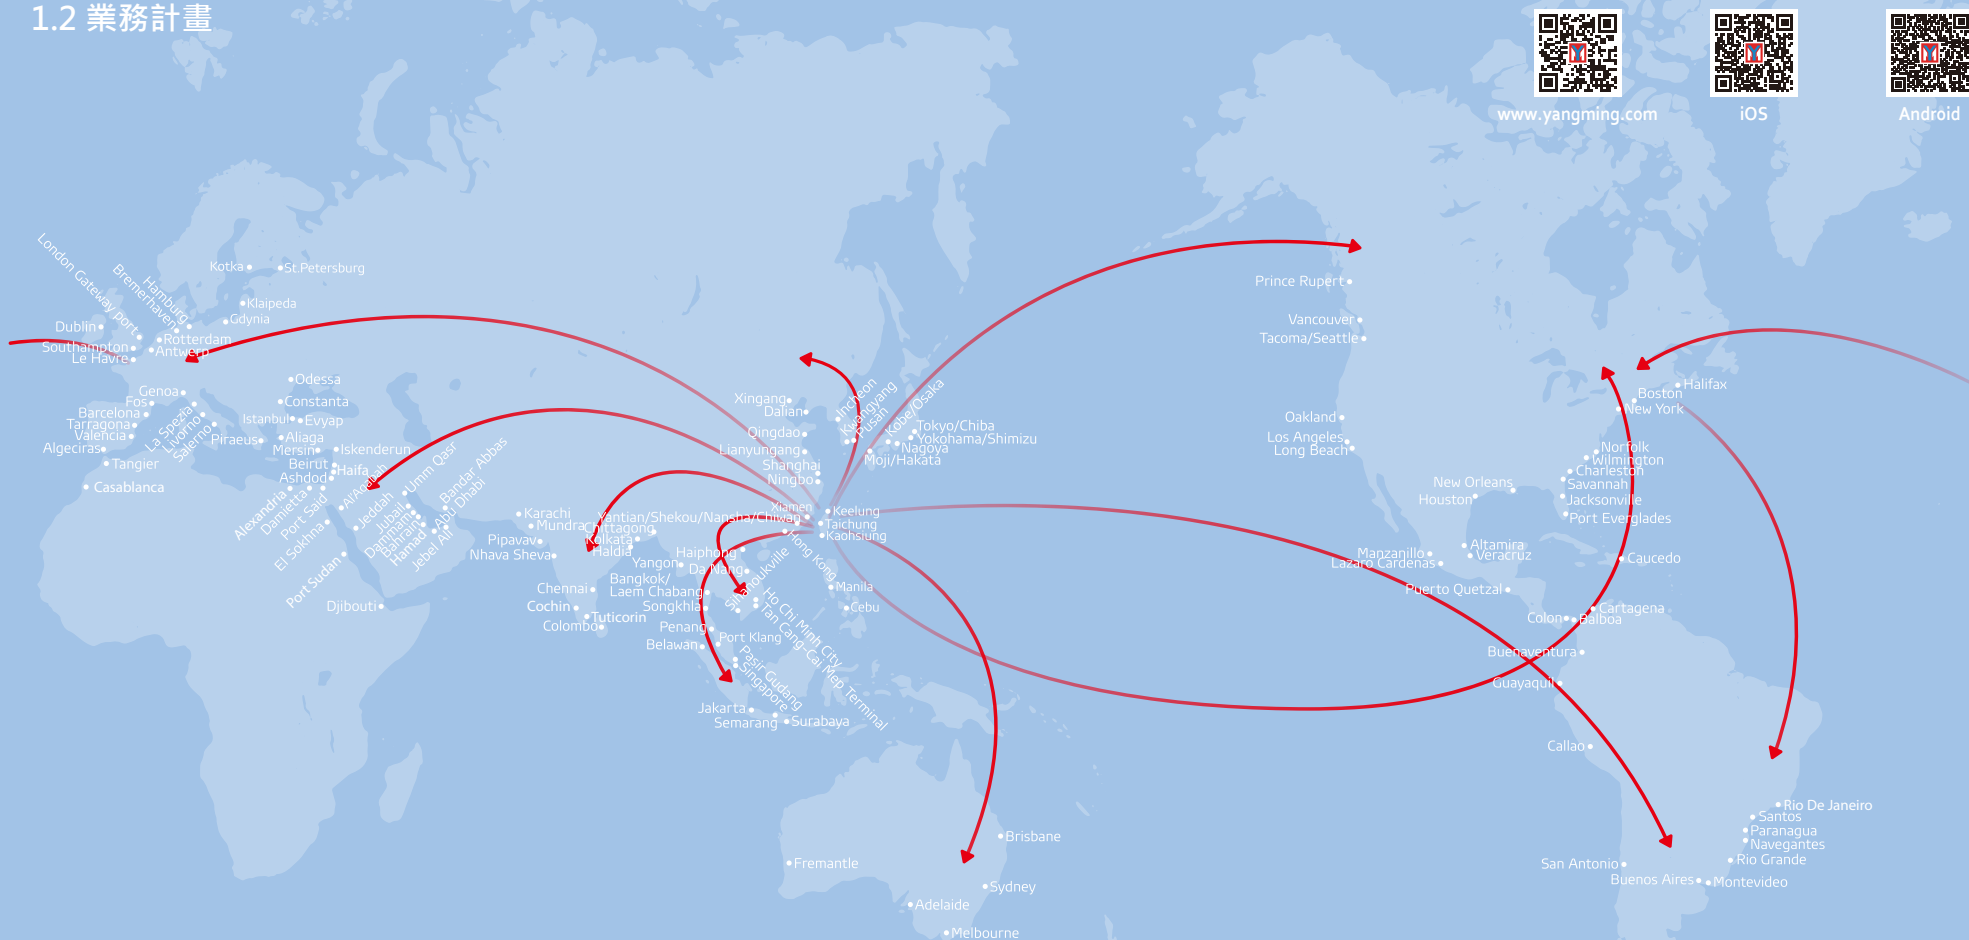 1.2 業務計畫
www.yangming.com
iOS
Android
London Gateway port
Bremerhaven
Hamburg
Kotka
St.Petersburg
Klaipeda
Gdynia
Dublin
Southampton
Le Havre
Rotterdam
Antwerp
Genoa
Fos
Barcelona
Tarragona
Valencia
Algeciras
Tangier
Casablanca
La Spezia
Livorno
Salerno
Odessa
Constanta
Istanbul
Evyap
Piraeus
Aliaga
Mersin
Iskenderun
Beirut
Haifa
Ashdod
Alexandria
Damietta
Port Said
El Sokhna
Al'Aqabah
Jeddah
Port Sudan
Djibouti
Umm Qasr
Jubail
Dammam
Bahrain
Hamad
Jebel Ali
Abu Dhabi
Bandar Abbas
Karachi
Mundra
Pipavav
Nhava Sheva
Chennai
Cochin
Tuticorin
Colombo
Chittagong
Kolkata
Haldia
Yangon
Bangkok/
Laem Chabang
Songkhla
Penang
Belawan
Port Klang
Pasir Gudang
Singapore
Jakarta
Semarang
Surabaya
Haiphong
Da Nang
Sihanoukville
Ho Chi Minh City
Tan Cang-Cai Mep Terminal
Hong Kong
Yantian/Shekou/Nansha/Chiwan
Xiamen
Ningbo
Shanghai
Lianyungang
Qingdao
Dalian
Xingang
Incheon
Kwangyang
Pusan
Kobe/Osaka
Tokyo/Chiba
Yokohama/Shimizu
Nagoya
Moji/Hakata
Keelung
Taichung
Kaohsiung
Manila
Cebu
Fremantle
Adelaide
Melbourne
Sydney
Brisbane
Prince Rupert
Vancouver
Tacoma/Seattle
Oakland
Los Angeles
Long Beach
Halifax
Boston
New York
Norfolk
Wilmington
Charleston
Savannah
Jacksonville
Port Everglades
New Orleans
Houston
Altamira
Veracruz
Manzanillo
Lazaro Cardenas
Puerto Quetzal
Caucedo
Cartagena
Colon
Balboa
Buenaventura
Guayaquil
Callao
San Antonio
Buenos Aires
Montevideo
Rio Grande
Navegantes
Paranagua
Santos
Rio De Janeiro